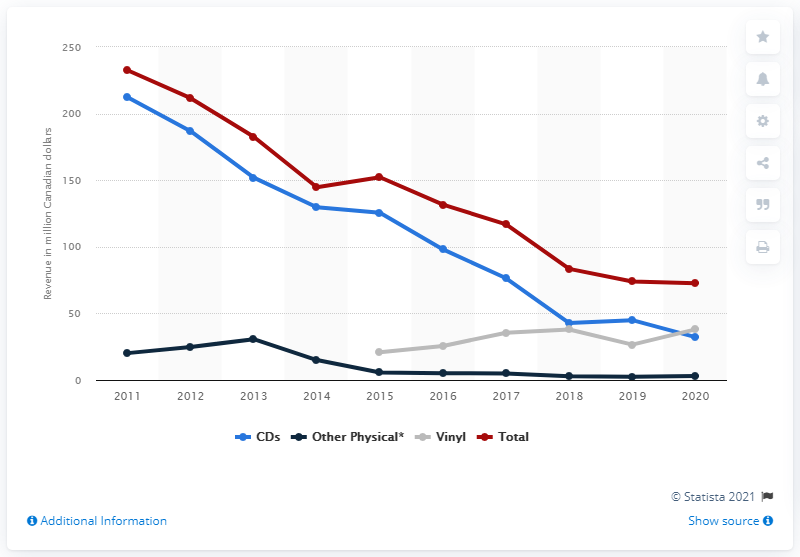 250
200
150
100
50
0
Revenue in million Canadian dollars
2011 2012 2013 2014 2015 2016 2017 2018 2019 2020
CDs Other Physical* Vinyl Total
© Statista 2021
Additional Information Show source